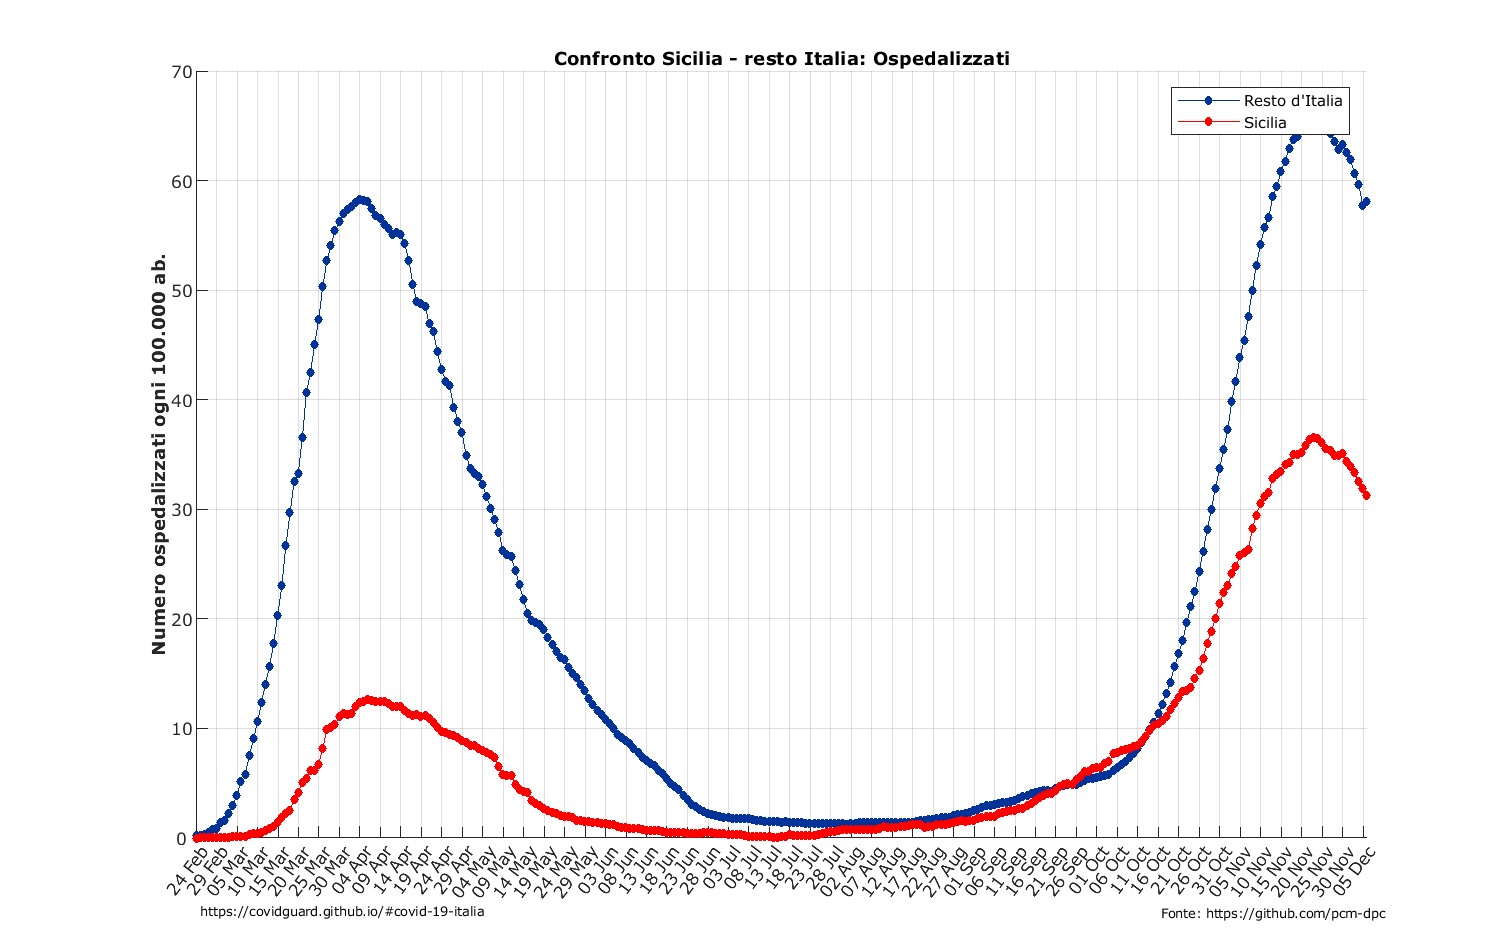 Confronto Sicilia - resto Italia: Ospedalizzati
Numero ospedalizzati ogni 100.000 ab.
70
60
50
40
30
20
10
0
Resto d'Italia
Sicilia
24 Feb
29 Feb
05 Mar
10 Mar
15 Mar
20 Mar
25 Mar
30 Mar
04 Apr
09 Apr
14 Apr
19 Apr
24 Apr
29 Apr
04 May
09 May
14 May
19 May
24 May
29 May
03 Jun
08 Jun
13 Jun
18 Jun
23 Jun
28 Jun
03 Jul
08 Jul
13 Jul
18 Jul
23 Jul
28 Jul
02 Aug
07 Aug
12 Aug
17 Aug
22 Aug
27 Aug
01 Sep
06 Sep
11 Sep
16 Sep
21 Sep
26 Sep
01 Oct
06 Oct
11 Oct
16 Oct
21 Oct
26 Oct
31 Oct
05 Nov
10 Nov
15 Nov
20 Nov
25 Nov
30 Nov
05 Dec
https://covidguard.github.io/#covid-19-italia
Fonte: https://github.com/pcm-dpc